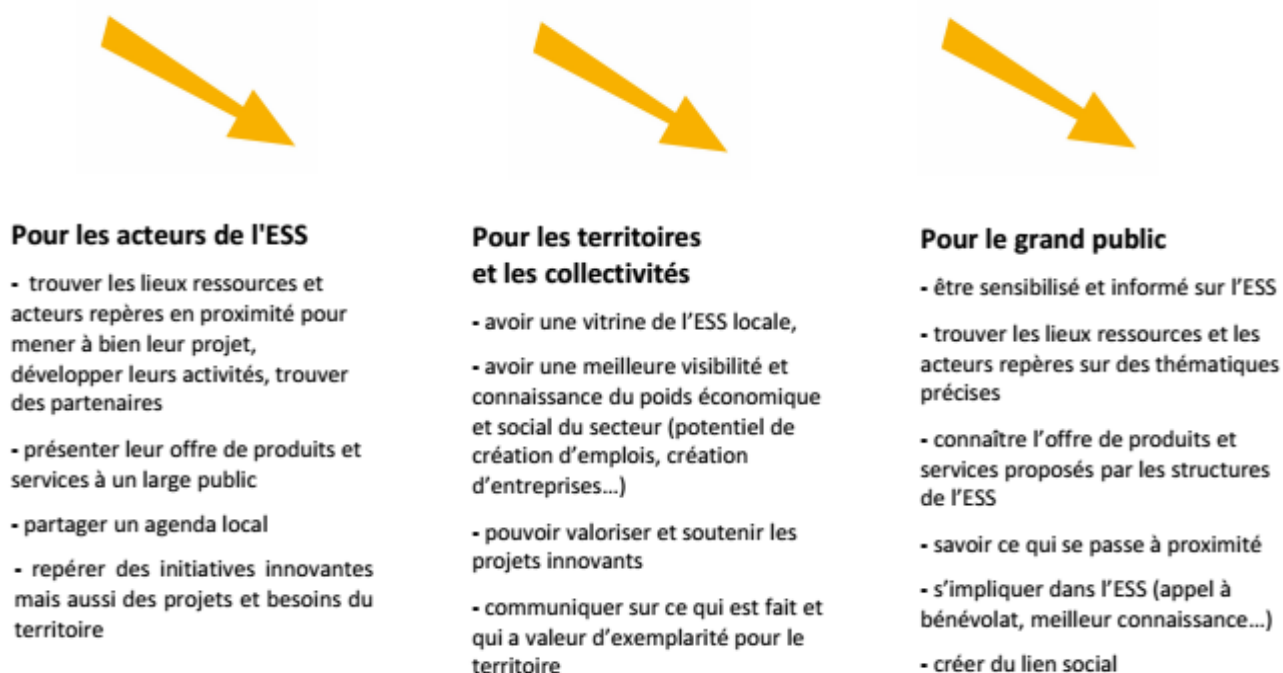 Pour les acteurs de l'ESS
- trouver les lieux ressources et
acteurs repères en proximité pour
mener à bien leur projet,
développer leurs activités, trouver
des partenaires
- présenter leur offre de produits et
services à un large public
- partager un agenda local
- repérer des initiatives innovantes
mais aussi des projets et besoins du
territoire
Pour les territoires
et les collectivités
- avoir une vitrine de l’ESS locale,
- avoir une meilleure visibilité et
connaissance du poids économique
et social du secteur (potentiel de
création d’emplois, création
d’entreprises…)
- pouvoir valoriser et soutenir les
projets innovants
- communiquer sur ce qui est fait et
qui a valeur d’exemplarité pour le
territoire
Pour le grand public
- être sensibilisé et informé sur l’ESS
- trouver les lieux ressources et les
acteurs repères sur des thématiques
précises
- connaître l’offre de produits et
services proposés par les structures
de l’ESS
- savoir ce qui se passe à proximité
- s’impliquer dans l’ESS (appel à
bénévolat, meilleur connaissance…)
- créer du lien social